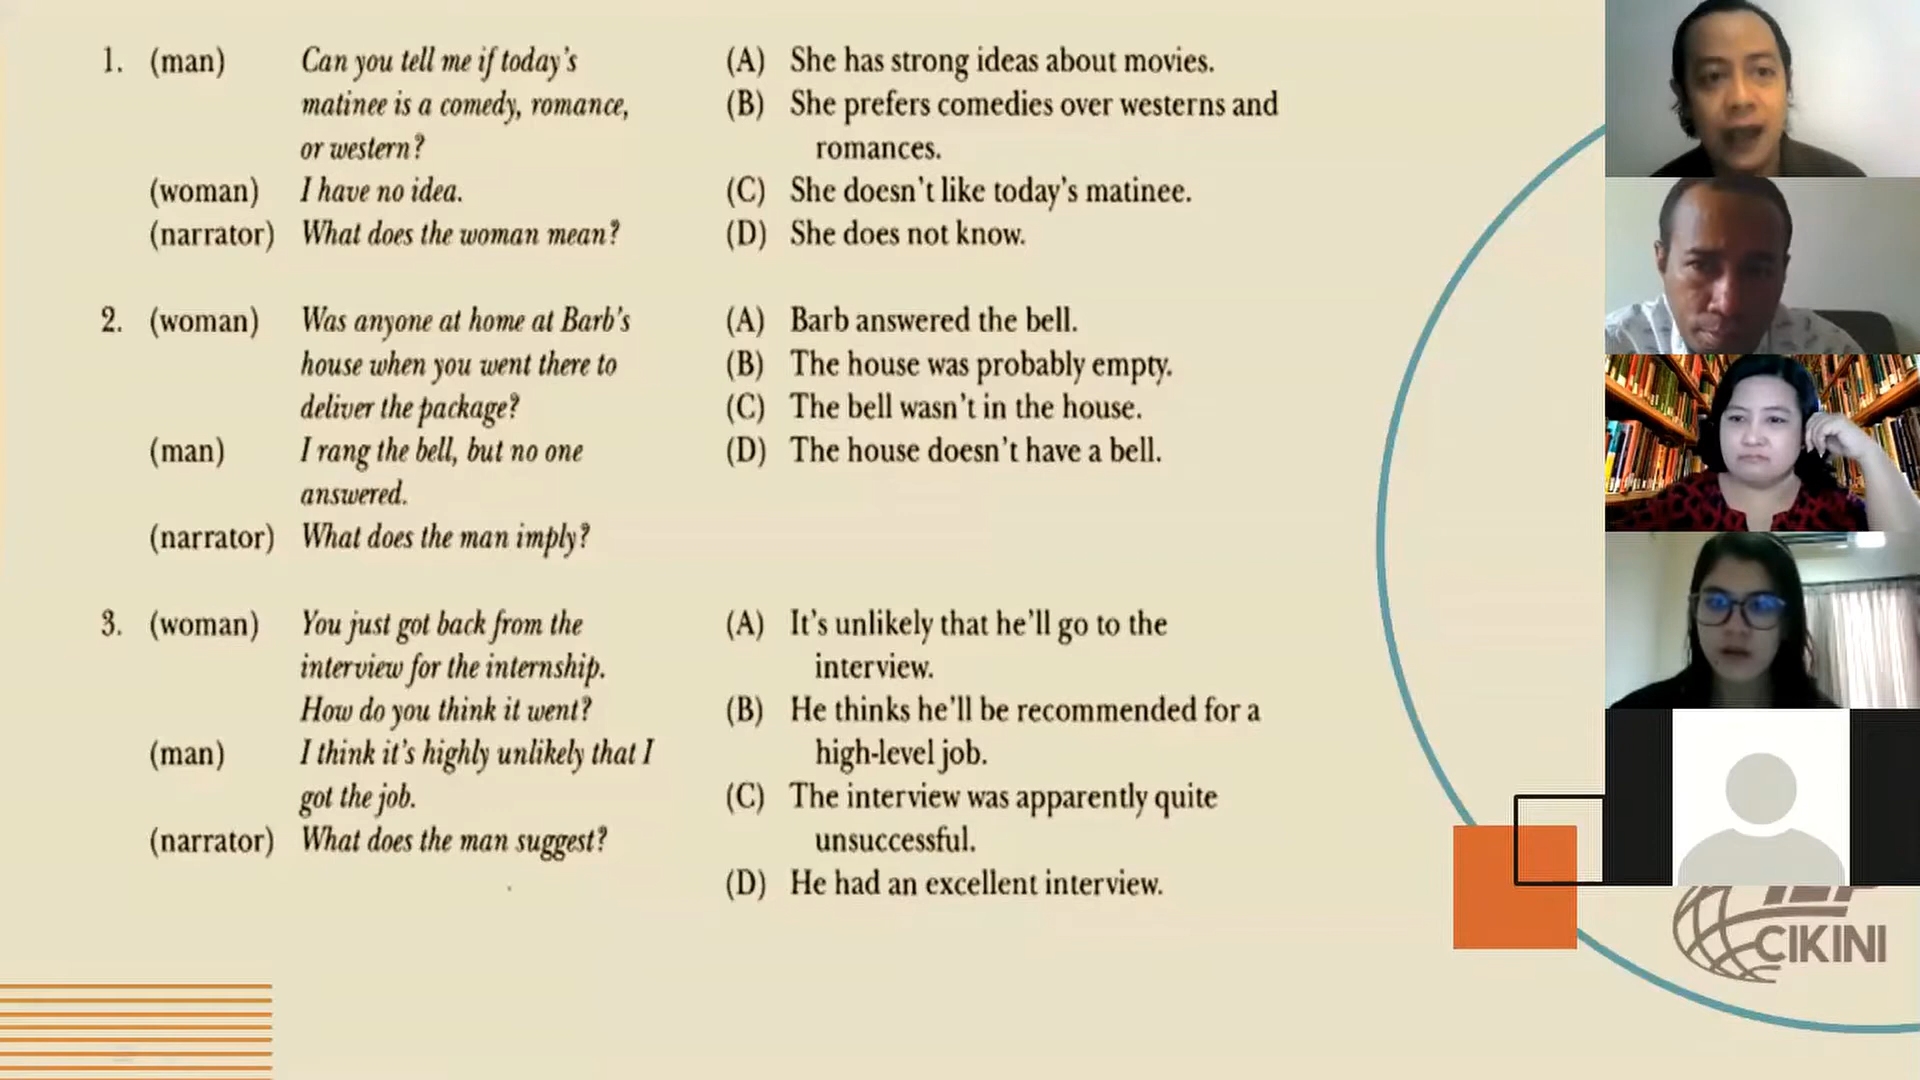 1. (man) Can you tell me if today's
matinee is a comedy, romance,
or western?
(woman) I have no idea.
(narrator) What does the woman mean?
(A) She has strong ideas about movies.
(B) She prefers comedies over westerns and
romances.
(C) She doesn't like today's matinee.
(D) She does not know.
2. (woman) Was anyone at home at Barb's
house when you went there to
deliver the package?
(man) I rang the bell, but no one
answered.
(narrator) What does the man imply?
(A) Barb answered the bell.
(B) The house was probably empty.
(C) The bell wasn't in the house.
(D) The house doesn't have a bell.
3. (woman) You just got back from the
interview for the internship.
How do you think it went?
(man) I think it's highly unlikely that I
got the job.
(narrator) What does the man suggest?
(A) It's unlikely that he'll go to the
interview.
(B) He thinks he'll be recommended for a
high-level job.
(C) The interview was apparently quite
unsuccessful.
(D) He had an excellent interview.
CIKINI